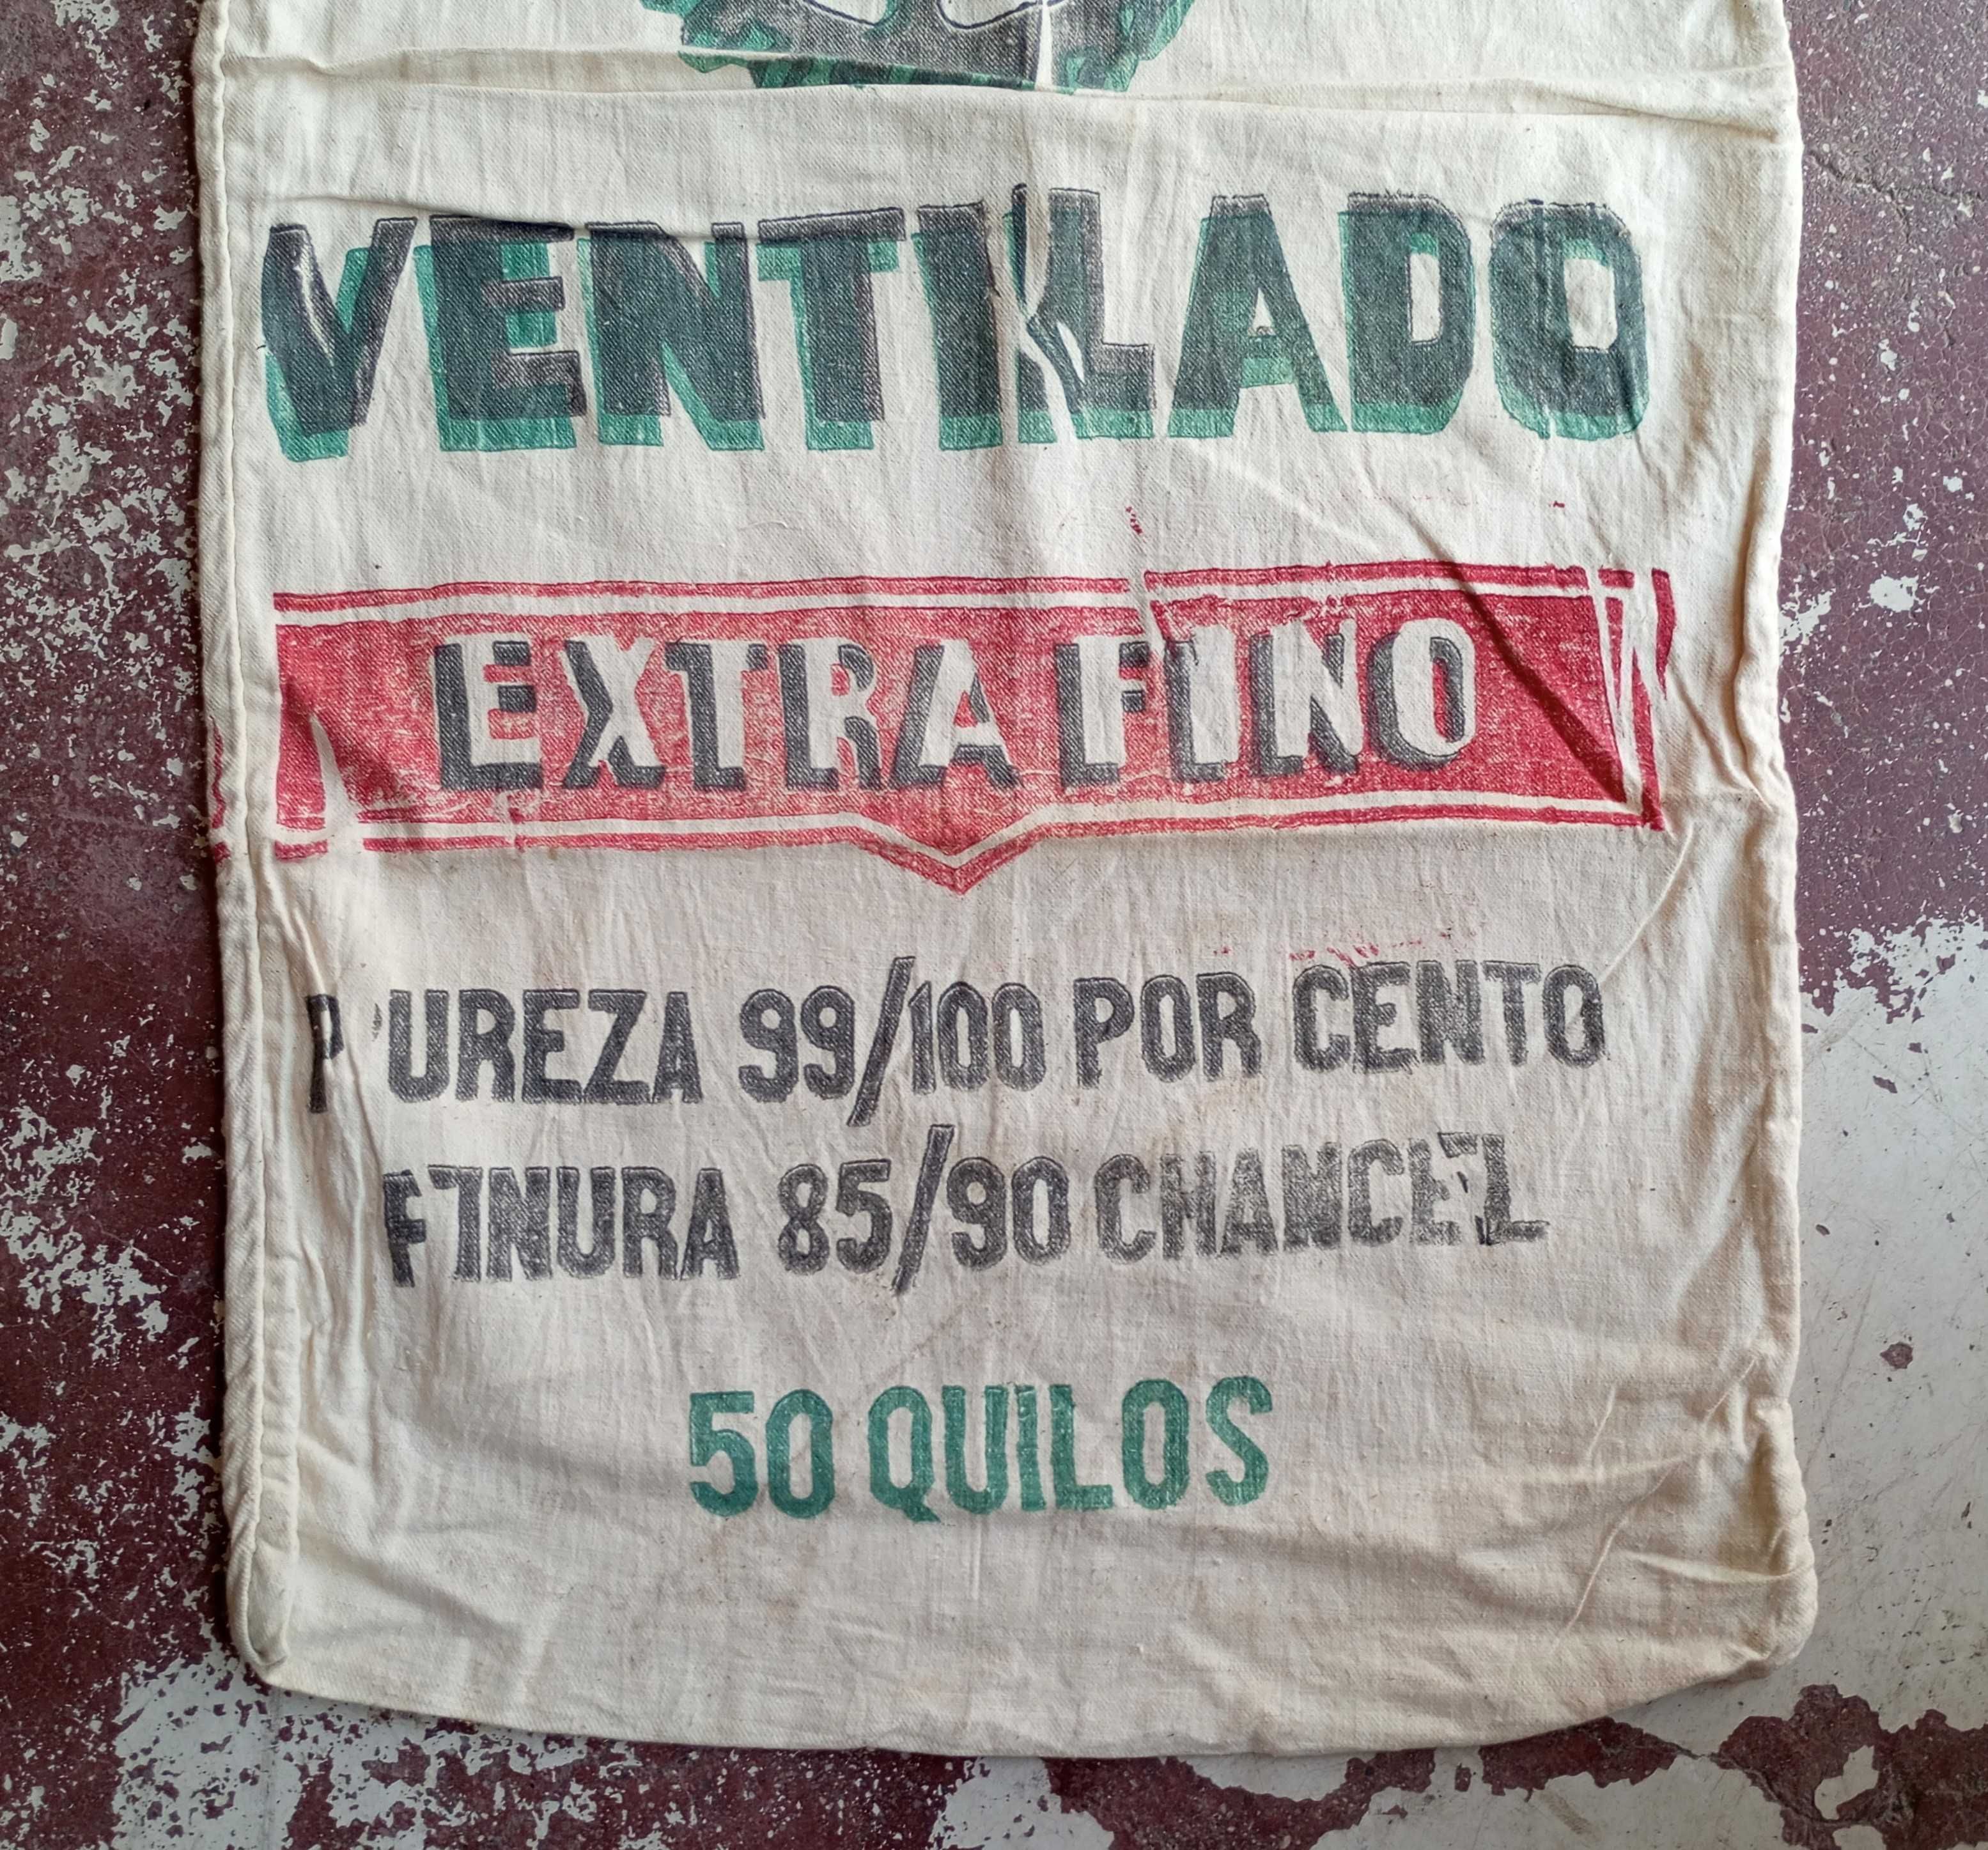 VENTILADO
EXTRA FINO
PUREZA 99/100 POR CENTO
FINURA 85/90 CHANCEL
50 QUILOS